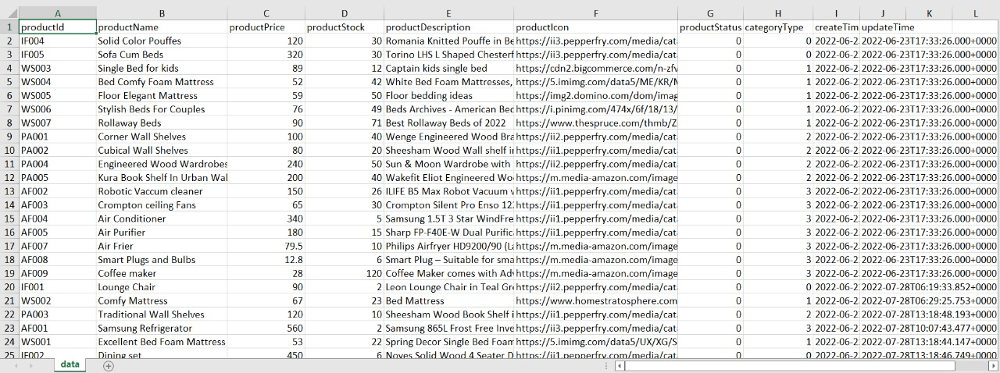 A B C D E F G H I J K L
1 productId productName productPrice productStock productDescription productIcon productStatus categoryType createTim updateTime
2 IF004 Solid Color Pouffes 120 30 Romania Knitted Pouffe in Be https://ii3.pepperfry.com/media/cat 0 0 2022-06-2 2022-06-23T17:33:26.000+0000
3 IF005 Sofa Cum Beds 320 30 Torino LHS L Shaped Chesterf https://ii3.pepperfry.com/media/cat 0 0 2022-06-2 2022-06-23T17:33:26.000+0000
4 WS003 Single Bed for kids 89 12 Captain kids single bed https://cdn2.bigcommerce.com/n-zfv 0 1 2022-06-2 2022-06-23T17:33:26.000+0000
5 WS004 Bed Comfy Foam Mattress 52 42 White Bed Foam Mattresses, https://5.imimg.com/data5/ME/KR/M 0 1 2022-06-2 2022-06-23T17:33:26.000+0000
6 WS005 Floor Elegant Mattress 59 50 Floor bedding ideas https://img2.domino.com/dom/imag 0 1 2022-06-2 2022-06-23T17:33:26.000+0000
7 WS006 Stylish Beds For Couples 76 49 Beds Archives - American Bed https://i.pinimg.com/474x/6f/18/13/ 0 1 2022-06-2 2022-06-23T17:33:26.000+0000
8 WS007 Rollaway Beds 90 71 Best Rollaway Beds of 2022 https://www.thespruce.com/thmb/Z 0 1 2022-06-2 2022-06-23T17:33:26.000+0000
9 PA001 Corner Wall Shelves 100 40 Wenge Engineered Wood Bra https://ii2.pepperfry.com/media/cat 0 2 2022-06-2 2022-06-23T17:33:26.000+0000
10 PA002 Cubical Wall Shelves 80 20 Sheesham Wood Wall shelf i https://ii1.pepperfry.com/media/cat 0 2 2022-06-2 2022-06-23T17:33:26.000+0000
11 PA004 Engineered Wood Wardrobes 240 50 Sun & Moon Wardrobe with https://ii2.pepperfry.com/media/cat 0 2 2022-06-2 2022-06-23T17:33:26.000+0000
12 PA005 Kura Book Shelf In Urban Wal 200 40 Wakefit Eliot Engineered Wo https://m.media-amazon.com/image 0 2 2022-06-2 2022-06-23T17:33:26.000+0000
13 AF002 Robotic Vaccum cleaner 150 26 ILIFE B5 Max Robot Vacuum https://ii1.pepperfry.com/media/cat 0 3 2022-06-2 2022-06-23T17:33:26.000+0000
14 AF003 Crompton ceiling Fans 65 30 Crompton Silent Pro Enso 12 https://ii1.pepperfry.com/media/cat 0 3 2022-06-2 2022-06-23T17:33:26.000+0000
15 AF004 Air Conditioner 340 5 Samsung 1.5T 3 Star WindFre https://ii1.pepperfry.com/media/cat 0 3 2022-06-2 2022-06-23T17:33:26.000+0000
16 AF005 Air Purifier 180 15 Sharp FP-F40E-W Dual Purific https://ii1.pepperfry.com/media/cat 0 3 2022-06-2 2022-06-23T17:33:26.000+0000
17 AF007 Air Frier 79.5 10 Philips Airfryer HD9200/90 (La https://m.media-amazon.com/image 0 3 2022-06-2 2022-06-23T17:33:26.000+0000
18 AF008 Smart Plugs and Bulbs 12.8 6 Smart Plug – Suitable for sma https://m.media-amazon.com/image 0 3 2022-06-2 2022-06-23T17:33:26.000+0000
19 AF009 Coffee maker 28 120 Coffee Maker comes with Adv https://m.media-amazon.com/image 0 3 2022-06-2 2022-06-23T17:33:26.000+0000
20 IF001 Lounge Chair 90 2 Leon Lounge Chair in Teal Gr https://ii2.pepperfry.com/media/cat 0 0 2022-06-2 2022-07-28T06:19:33.852+0000
21 WS002 Comfy Mattress 67 23 Bed Mattress https://www.homestratosphere.com 0 1 2022-06-2 2022-07-28T06:29:25.753+0000
22 PA003 Traditional Wall Shelves 120 10 Sheesham Wood Book Shelf i https://ii1.pepperfry.com/media/cat 0 2 2022-06-2 2022-07-28T13:18:48.193+0000
23 AF001 Samsung Refrigerator 560 2 Samsung 865L Frost Free Inve https://ii3.pepperfry.com/media/cat 0 3 2022-06-2 2022-07-28T10:07:43.477+0000
24 WS001 Excellent Bed Foam Mattress 53 22 Spring Decor Single Bed Foam https://5.imimg.com/data5/UX/XG/S 0 1 2022-06-2 2022-07-28T13:18:44.147+0000
25 IF002 Dining set 450 6 Noves Solid Wood 4 Seater D https://ii1.pepperfry.com/media/cat 0 0 2022-06-2 2022-07-28T13:18:46.749+0000
data